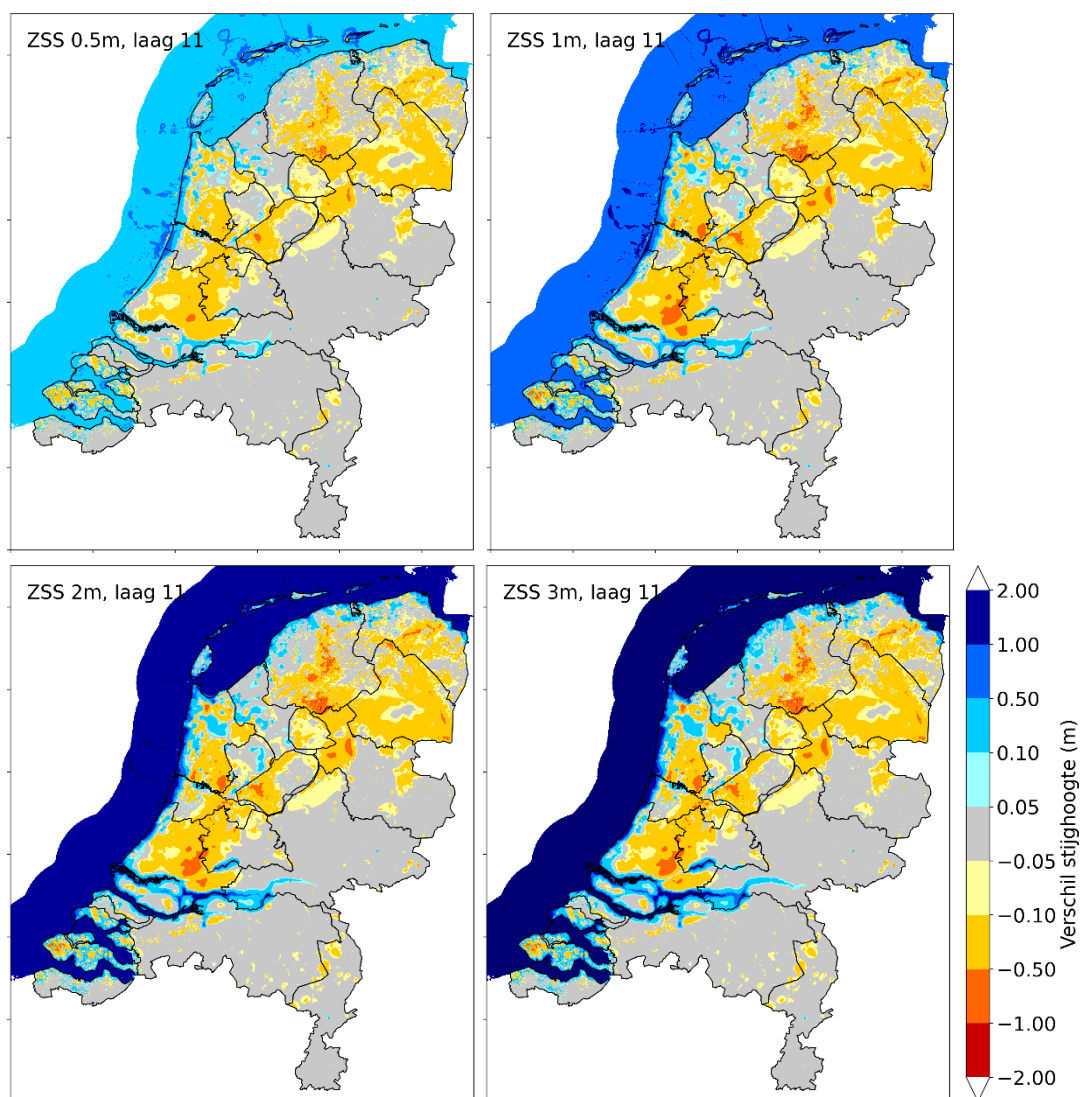 ZSS 0.5m, laag 11
ZSS 1m, laag 11
ZSS 2m, laag 11
ZSS 3m, laag 11
2.00
1.00
0.50
0.10
0.05
−0.05
−0.10
−0.50
−1.00
−2.00
Verschil stijghoogte (m)